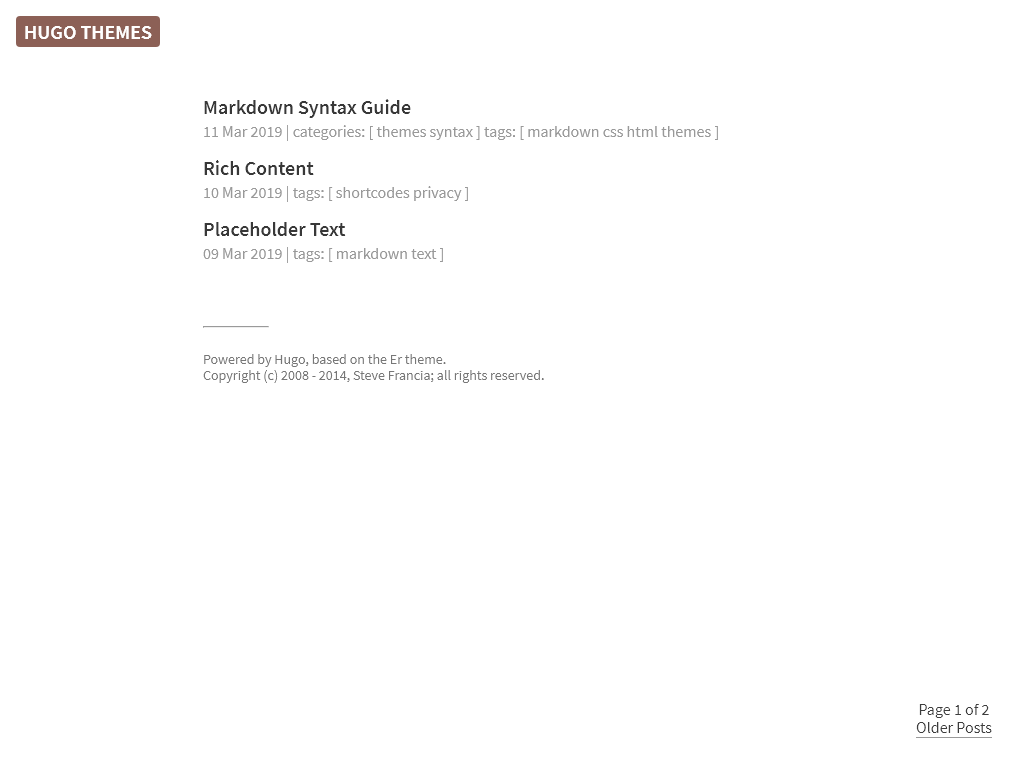 HUGO THEMES
Markdown Syntax Guide
11 Mar 2019 | categories: [ themes syntax ] tags: [ markdown css html themes ]
Rich Content
10 Mar 2019 | tags: [ shortcodes privacy ]
Placeholder Text
09 Mar 2019 | tags: [ markdown text ]
Powered by Hugo, based on the Er theme.
Copyright (c) 2008 - 2014, Steve Francia; all rights reserved.
Page 1 of 2
Older Posts